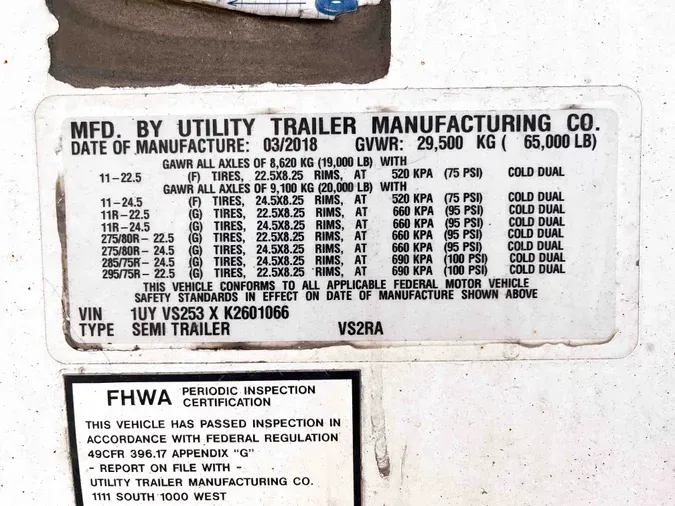 MFD. BY UTILITY TRAILER MANUFACTURING CO.
DATE OF MANUFACTURE: 03/2018 GVWR: 29,500 KG ( 65,000 LB)
GAWR ALL AXLES OF 8,620 KG (19,000 LB) WITH
11-22.5 (F) TIRES, 22.5X8.25 RIMS, AT 520 KPA (75 PSI) COLD DUAL
GAWR ALL AXLES OF 9,100 KG (20,000 LB) WITH
11-24.5 (F) TIRES, 24.5X8.25 RIMS, AT 520 KPA (75 PSI) COLD DUAL
11R-22.5 (G) TIRES, 22.5X8.25 RIMS, AT 660 KPA (95 PSI) COLD DUAL
11R-24.5 (G) TIRES, 24.5X8.25 RIMS, AT 660 KPA (95 PSI) COLD DUAL
275/80R- 22.5 (G) TIRES, 22.5X8.25 RIMS, AT 660 KPA (95 PSI) COLD DUAL
275/80R- 24.5 (G) TIRES, 24.5X8.25 RIMS, AT 660 KPA (95 PSI) COLD DUAL
285/75R- 24.5 (G) TIRES, 24.5X8.25 RIMS, AT 690 KPA (100 PSI) COLD DUAL
295/75R- 22.5 (G) TIRES, 22.5X8.25 RIMS, AT 690 KPA (100 PSI) COLD DUAL
THIS VEHICLE CONFORMS TO ALL APPLICABLE FEDERAL MOTOR VEHICLE
SAFETY STANDARDS IN EFFECT ON DATE OF MANUFACTURE SHOWN ABOVE
VIN 1UY VS253 X K2601066
TYPE SEMI TRAILER VS2RA
FHWA PERIODIC INSPECTION
CERTIFICATION
THIS VEHICLE HAS PASSED INSPECTION IN
ACCORDANCE WITH FEDERAL REGULATION
49CFR 396.17 APPENDIX "G"
- REPORT ON FILE WITH -
UTILITY TRAILER MANUFACTURING CO.
1111 SOUTH 1000 WEST